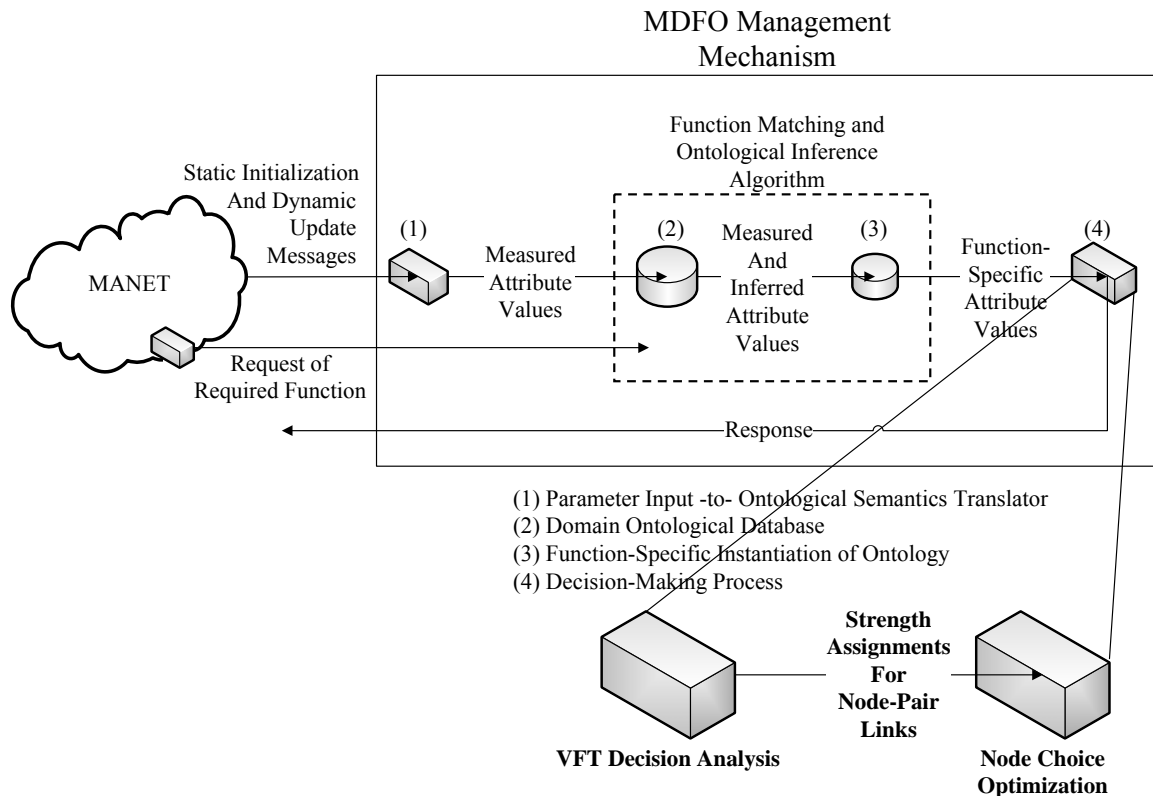 MDFO Management
Mechanism
Function Matching and
Ontological Inference
Algorithm
Static Initialization
And Dynamic
Update
Messages
MANET
(1)
Measured
Attribute
Values
(2)
Measured
And
Inferred
Attribute
Values
(3)
Function-
Specific
Attribute
Values
(4)
Request of
Required Function
Response
(1) Parameter Input -to- Ontological Semantics Translator
(2) Domain Ontological Database
(3) Function-Specific Instantiation of Ontology
(4) Decision-Making Process
Strength
Assignments
For
Node-Pair
Links
VFT Decision Analysis
Node Choice
Optimization